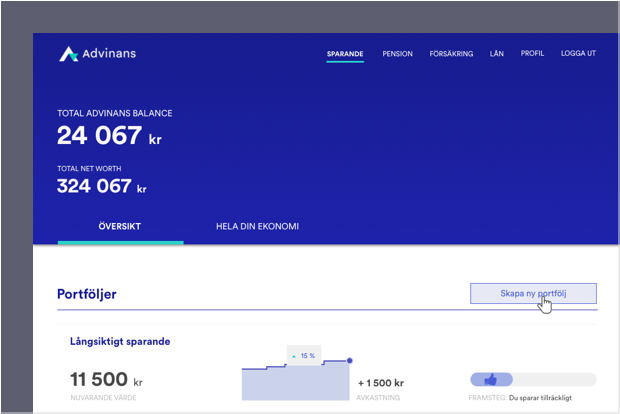 Advinans
SPARANDE PENSION FÖRSÄKRING LÅN PROFIL LOGGA UT
TOTAL ADVINANS BALANCE
24 067 kr
TOTAL NET WORTH
324 067 kr
ÖVERSIKT HELA DIN EKONOMI
Portföljer
Skapa ny portfölj
Långsiktigt sparande
15 %
11 500 kr
+ 1 500 kr
NUVARANDE VÄRDE
AVKASTNING
FRAMSTEG: Du sparar tillräckligt